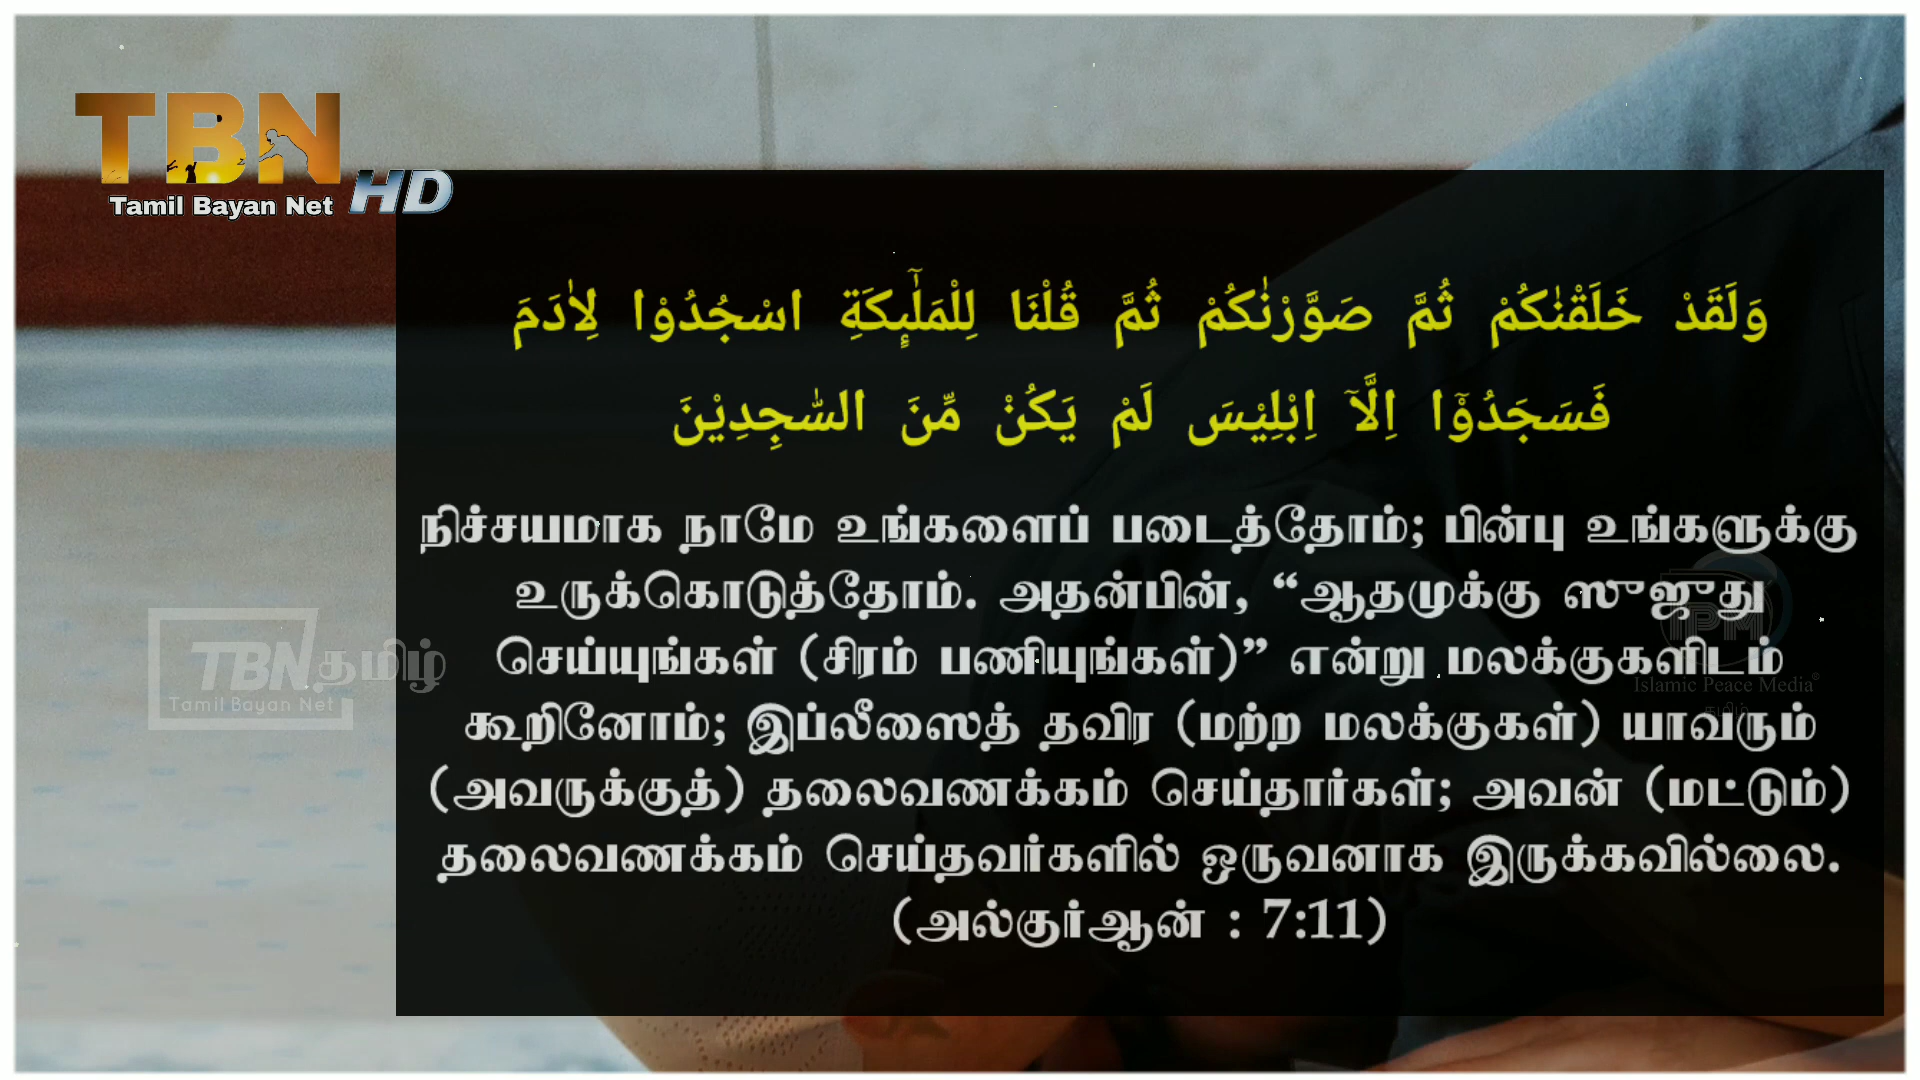 TBN
HD
Tamil Bayan Net
وَلَقَدْ خَلَقْنٰكُمْ ثُمَّ صَوَّرْنٰكُمْ ثُمَّ قُلْنَا لِلْمَلٰٓئِكَةِ اسْجُدُوْا لِاٰدَمَ
فَسَجَدُوْٓا اِلَّاۤ اِبْلِيْسَ لَمْ يَكُنْ مِّنَ السّٰجِدِيْنَ
நிச்சயமாக நாமே உங்களைப் படைத்தோம்; பின்பு உங்களுக்கு
உருக்கொடுத்தோம். அதன்பின், “ஆதமுக்கு ஸுஜுது
செய்யுங்கள் (சிரம் பணியுங்கள்)” என்று மலக்குகளிடம்
கூறினோம்; இப்லீஸைத் தவிர (மற்ற மலக்குகள்) யாவரும்
(அவருக்குத்) தலைவணக்கம் செய்தார்கள்; அவன் (மட்டும்)
தலைவணக்கம் செய்தவர்களில் ஒருவனாக இருக்கவில்லை.
(அல்குர்ஆன் : 7:11)
TBN தமிழ்
Tamil Bayan Net
IPM
Islamic Peace Media®
தமிழ்